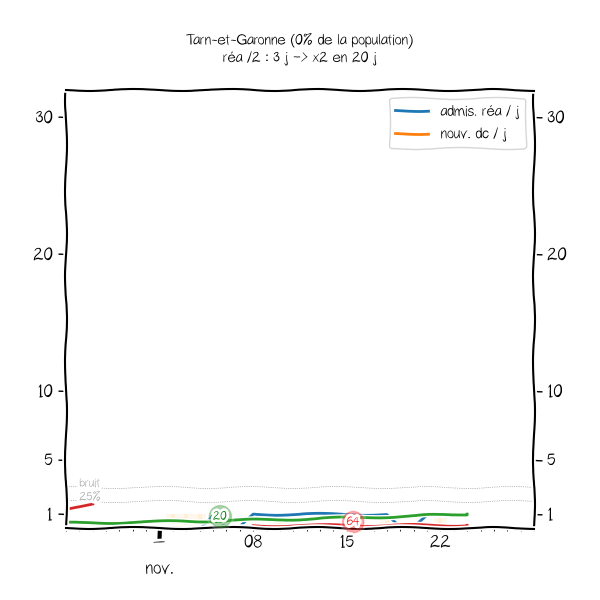 Tarn-et-Garonne (0% de la population)
réa /2 : 3 j -> x2 en 20 j
admis. réa / j
nouv. dc / j
30
30
20
20
10
10
5
5
bruit
25%
1
20
64
1
1
08
15
22
nov.